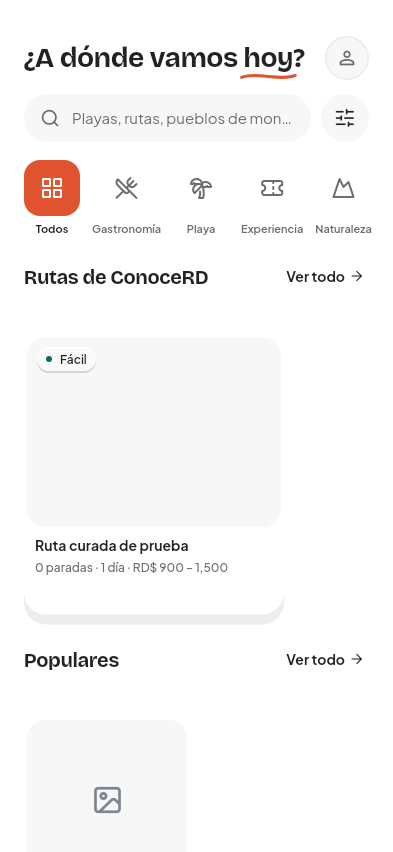 ¿A dónde vamos hoy?
Playas, rutas, pueblos de mon...
Todos
Gastronomía
Playa
Experiencia
Naturaleza
Rutas de ConoceRD
Ver todo
Fácil
Ruta curada de prueba
0 paradas · 1 día · RD$ 900 – 1,500
Populares
Ver todo